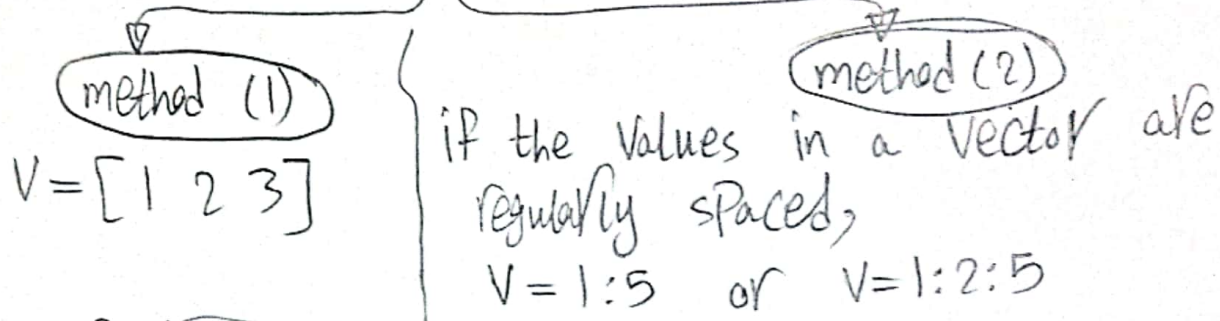 method (1)
V = [1 2 3]
method (2)
if the values in a vector are
regularly spaced,
V = 1:5 or V = 1:2:5